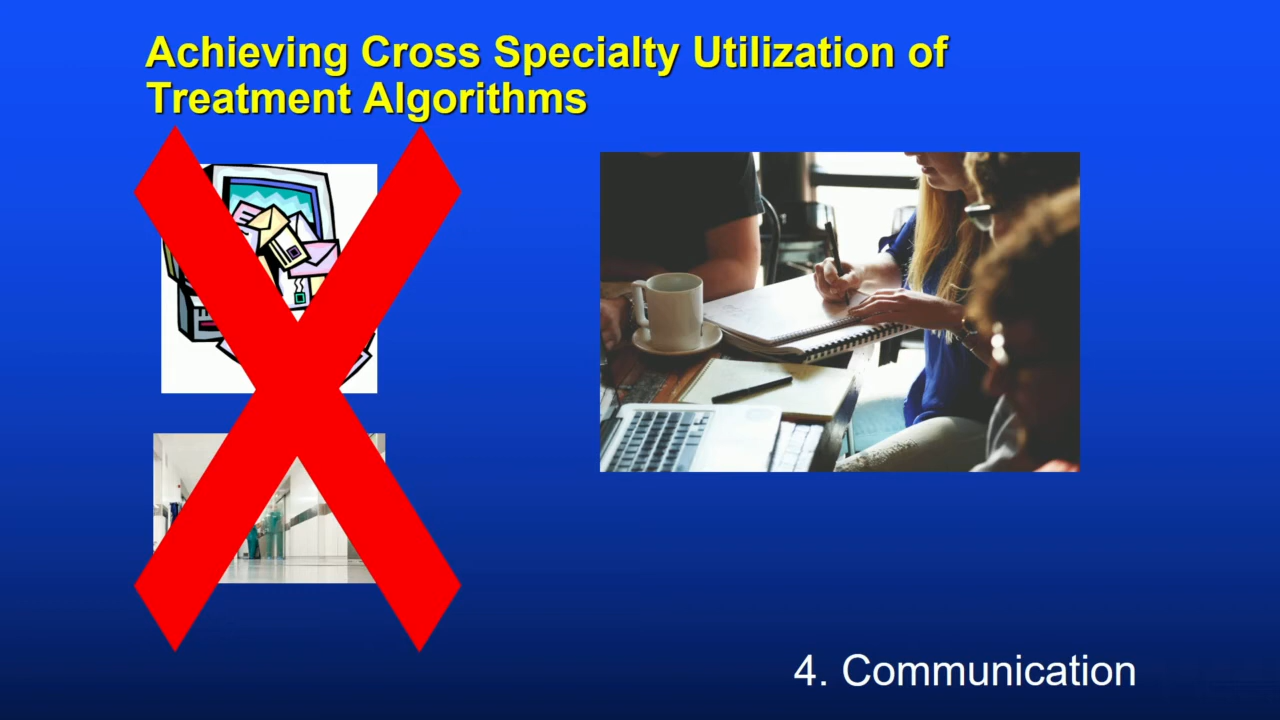 Achieving Cross Specialty Utilization of
Treatment Algorithms
4. Communication